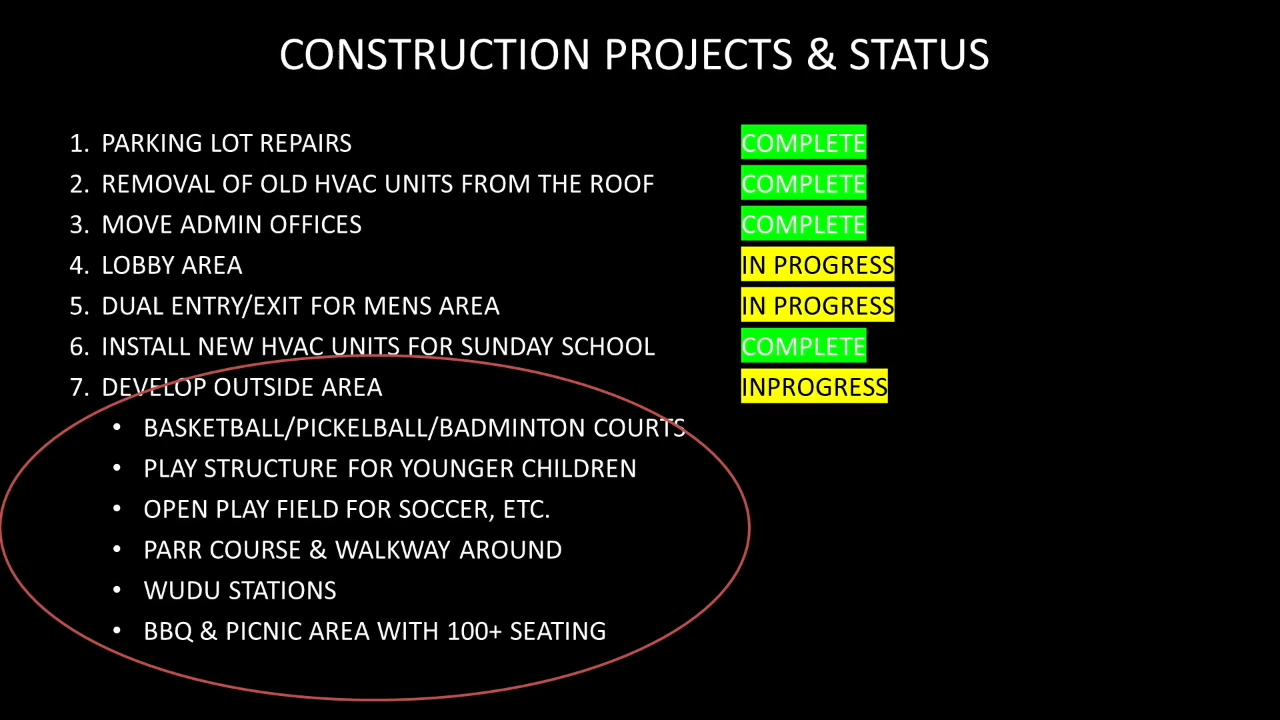 CONSTRUCTION PROJECTS & STATUS
1. PARKING LOT REPAIRS COMPLETE
2. REMOVAL OF OLD HVAC UNITS FROM THE ROOF COMPLETE
3. MOVE ADMIN OFFICES COMPLETE
4. LOBBY AREA IN PROGRESS
5. DUAL ENTRY/EXIT FOR MENS AREA IN PROGRESS
6. INSTALL NEW HVAC UNITS FOR SUNDAY SCHOOL COMPLETE
7. DEVELOP OUTSIDE AREA INPROGRESS
• BASKETBALL/PICKELBALL/BADMINTON COURTS
• PLAY STRUCTURE FOR YOUNGER CHILDREN
• OPEN PLAY FIELD FOR SOCCER, ETC.
• PARR COURSE & WALKWAY AROUND
• WUDU STATIONS
• BBQ & PICNIC AREA WITH 100+ SEATING